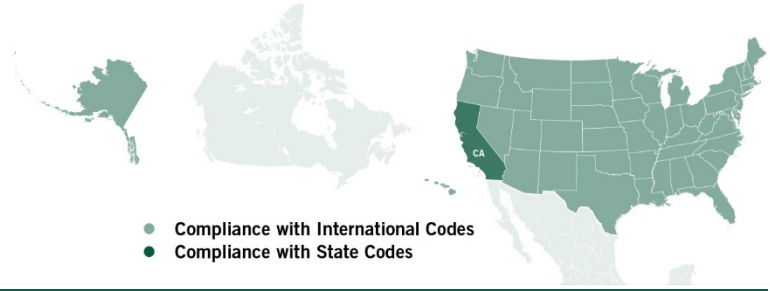 CA
Compliance with International Codes
Compliance with State Codes